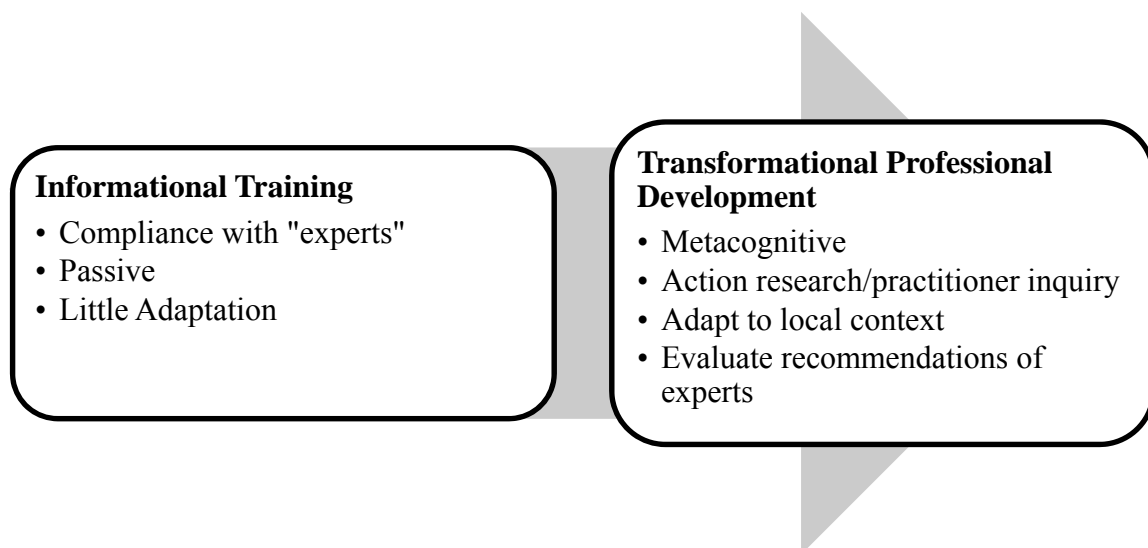 Informational Training
• Compliance with "experts"
• Passive
• Little Adaptation
Transformational Professional
Development
• Metacognitive
• Action research/practitioner inquiry
• Adapt to local context
• Evaluate recommendations of
experts